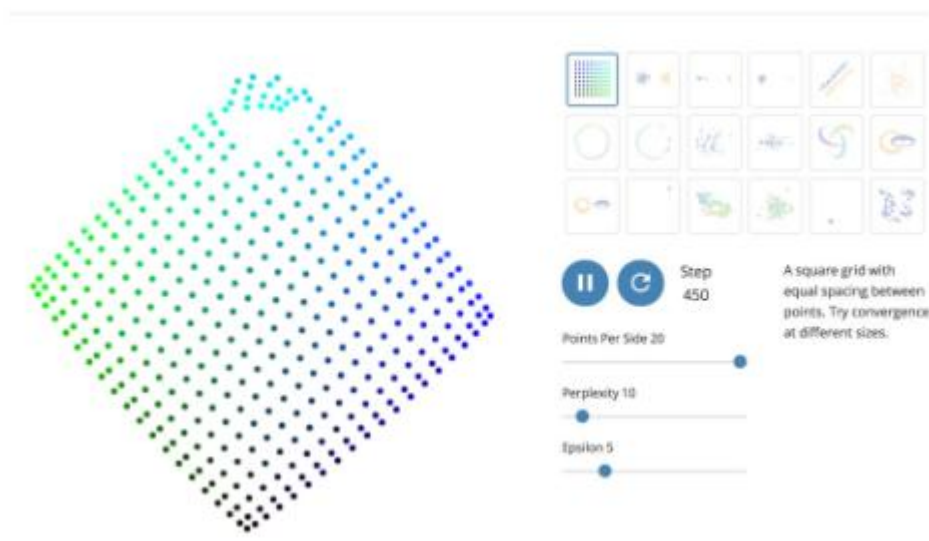 Step
450
A square grid with
equal spacing between
points. Try convergence
at different sizes.
Points Per Side 20
Perplexity 10
Epsilon 5